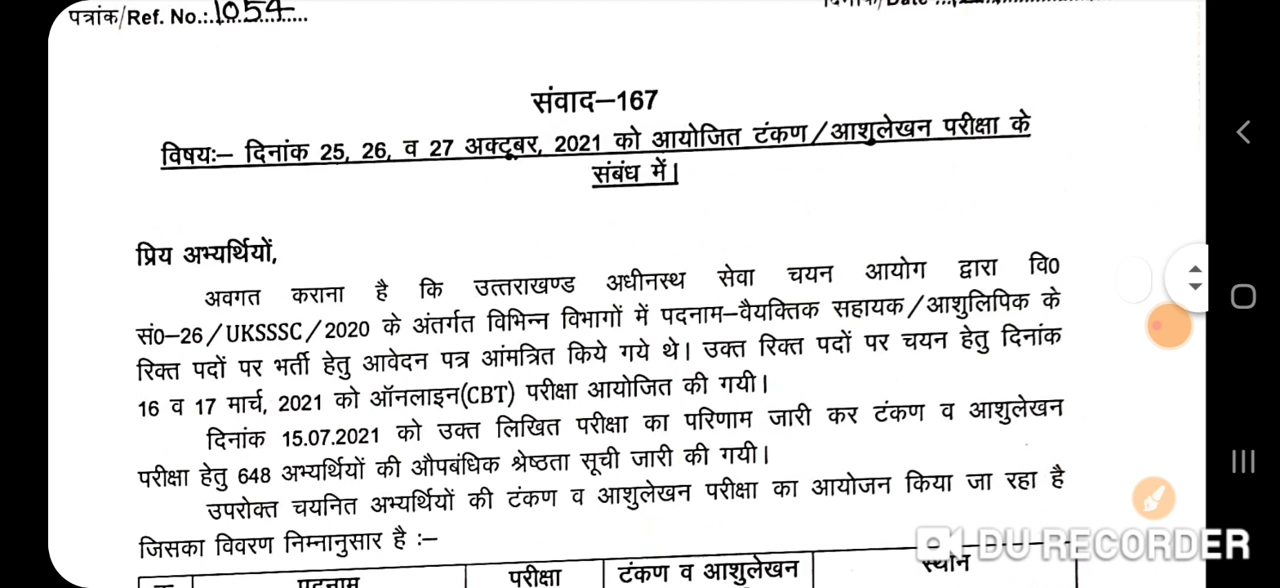 पत्रांक/Ref. No.:.1054.......
संवाद–167
विषयः– दिनांक 25, 26, व 27 अक्टूबर, 2021 को आयोजित टंकण/आशुलेखन परीक्षा के
संबंध में।
प्रिय अभ्यर्थियों,
अवगत कराना है कि उत्तराखण्ड अधीनस्थ सेवा चयन आयोग द्वारा वि0
सं0–26/UKSSSC/2020 के अंतर्गत विभिन्न विभागों में पदनाम–वैयक्तिक सहायक/आशुलिपिक के
रिक्त पदों पर भर्ती हेतु आवेदन पत्र आंमत्रित किये गये थे। उक्त रिक्त पदों पर चयन हेतु दिनांक
16 व 17 मार्च, 2021 को ऑनलाइन(CBT) परीक्षा आयोजित की गयी।
दिनांक 15.07.2021 को उक्त लिखित परीक्षा का परिणाम जारी कर टंकण व आशुलेखन
परीक्षा हेतु 648 अभ्यर्थियों की औपबंधिक श्रेष्ठता सूची जारी की गयी।
उपरोक्त चयनित अभ्यर्थियों की टंकण व आशुलेखन परीक्षा का आयोजन किया जा रहा है
जिसका विवरण निम्नानुसार है :–
पदनाम परीक्षा टंकण व आशुलेखन स्थान
DU RECORDER